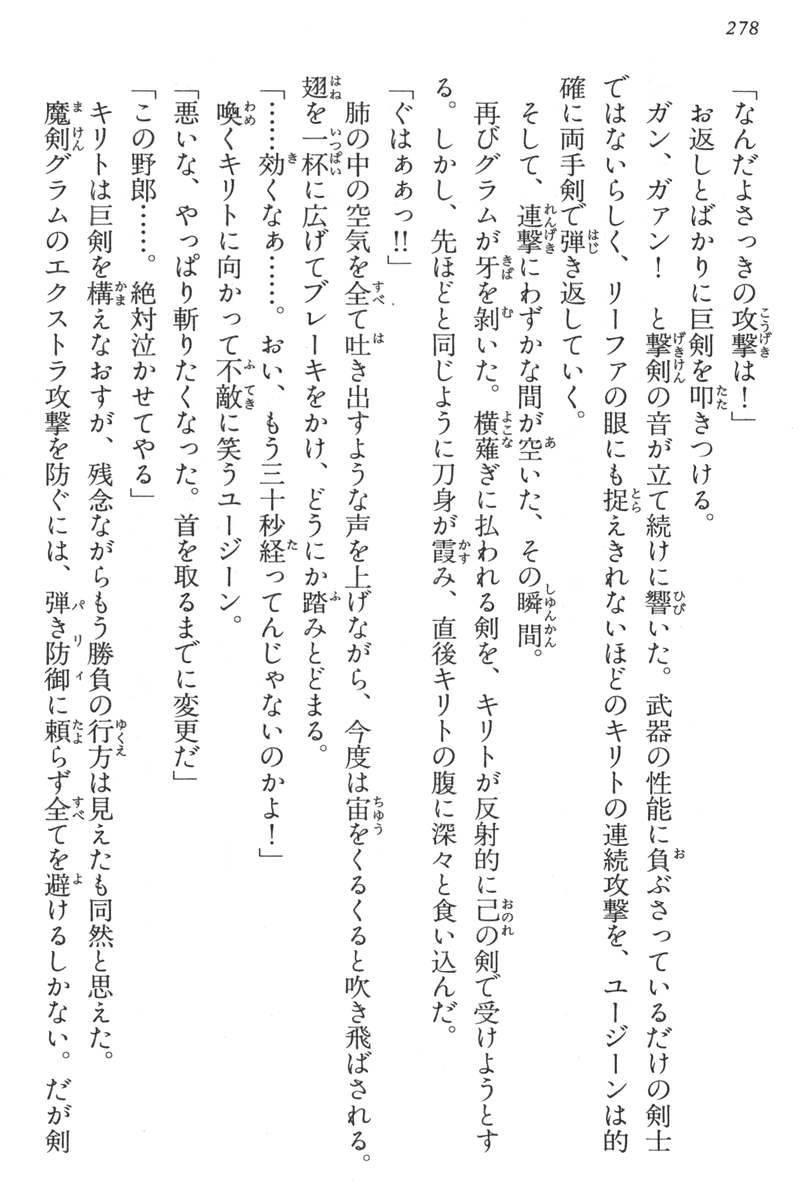 278
「なんだよさっきの攻撃は！」
お返しとばかりに巨剣を叩きつける。
ガン、ガァン！　と撃剣の音が立て続けに響いた。武器の性能に負ぶさっているだけの剣士
ではないらしく、リーファの眼にも捉えきれないほどのキリトの連続攻撃を、ユージーンは的
確に両手剣で弾き返していく。
そして、連撃にわずかな間が空いた、その瞬間。
再びグラムが牙を剝いた。横薙ぎに払われる剣を、キリトが反射的に己の剣で受けようとす
る。しかし、先ほどと同じように刀身が霞み、直後キリトの腹に深々と食い込んだ。
「ぐはぁぁっ!!」
肺の中の空気を全て吐き出すような声を上げながら、今度は宙をくるくると吹き飛ばされる。
翅を一杯に広げてブレーキをかけ、どうにか踏みとどまる。
「……効くなぁ……。おい、もう三十秒経ってんじゃないのかよ！」
喚くキリトに向かって不敵に笑うユージーン。
「悪いな、やっぱり斬りたくなった。首を取るまでに変更だ」
「この野郎……。絶対泣かせてやる」
キリトは巨剣を構えなおすが、残念ながらもう勝負の行方は見えたも同然と思えた。
魔剣グラムのエクストラ攻撃を防ぐには、弾き防御に頼らず全てを避けるしかない。だが剣